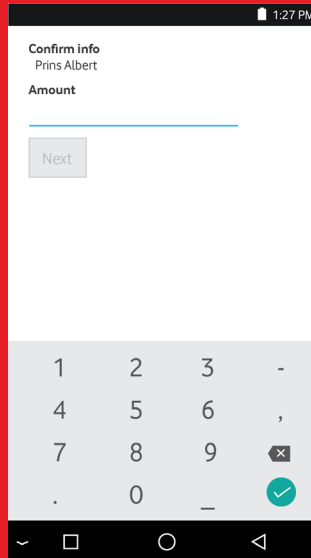 1:27 PM
Confirm info
Prins Albert
Amount
Next
1 2 3 -
4 5 6 ,
7 8 9
. 0 _